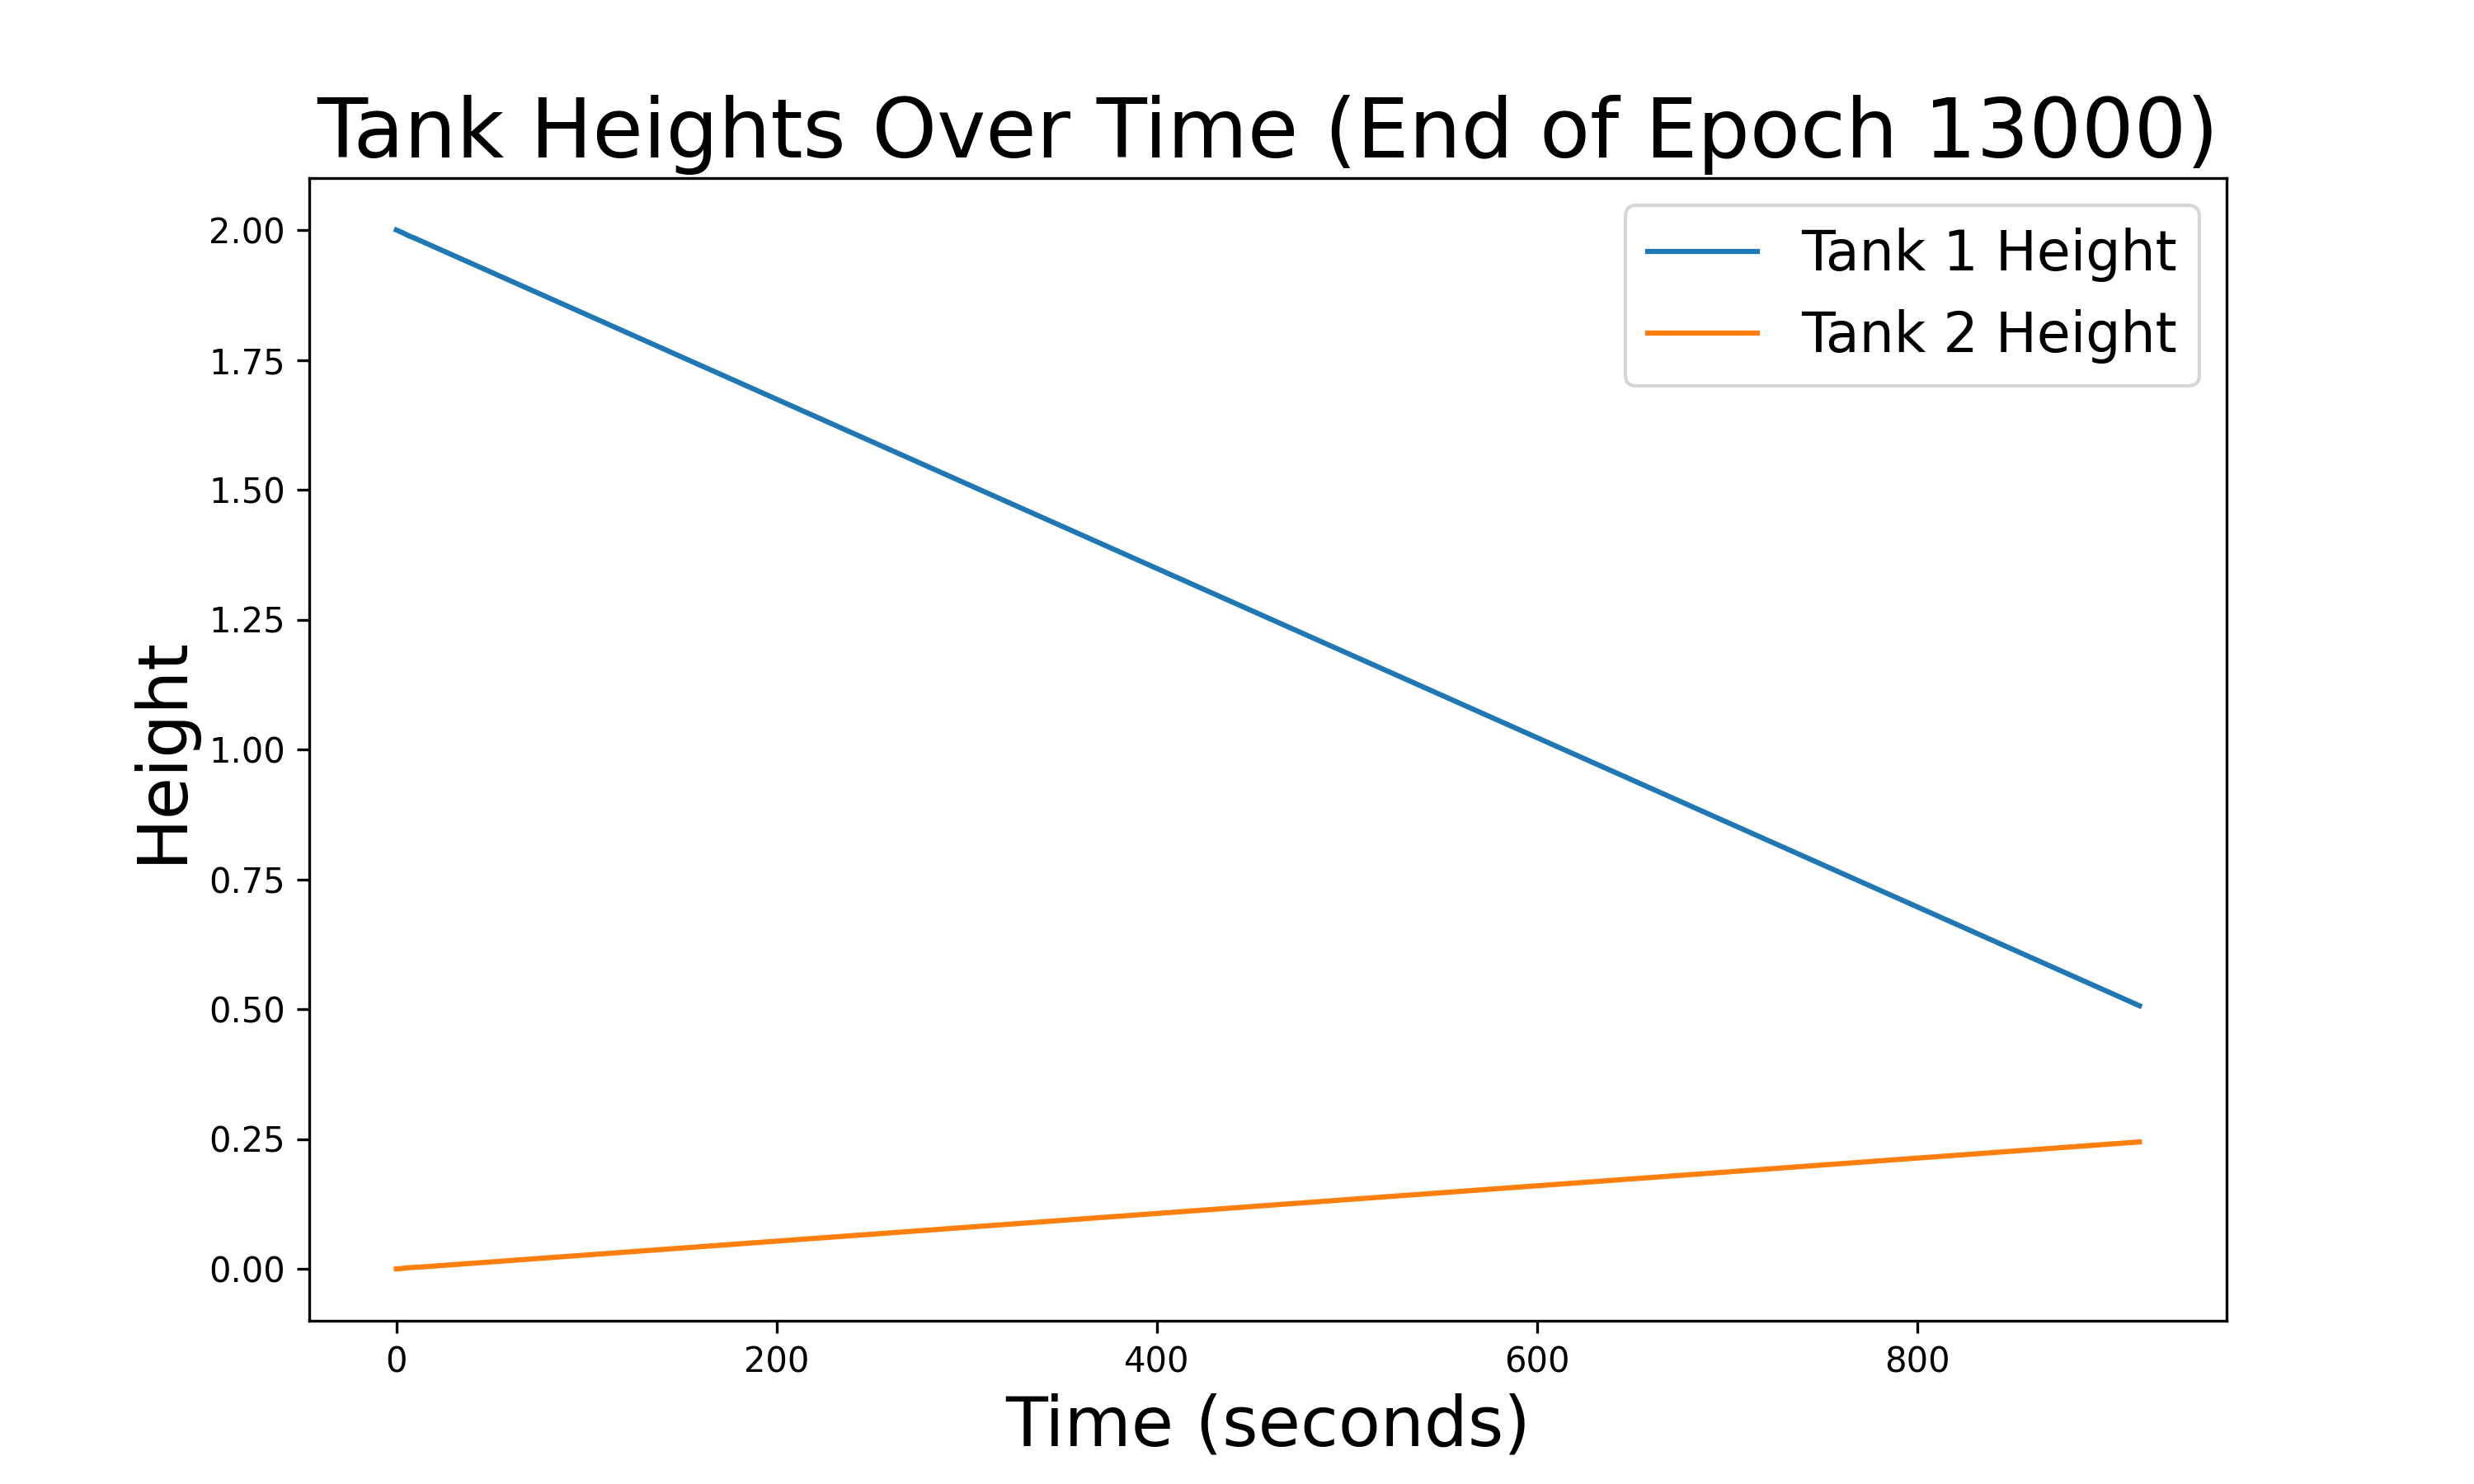 Tank Heights Over Time (End of Epoch 13000)
Tank 1 Height
Tank 2 Height
Height
2.00
1.75
1.50
1.25
1.00
0.75
0.50
0.25
0.00
0 200 400 600 800
Time (seconds)